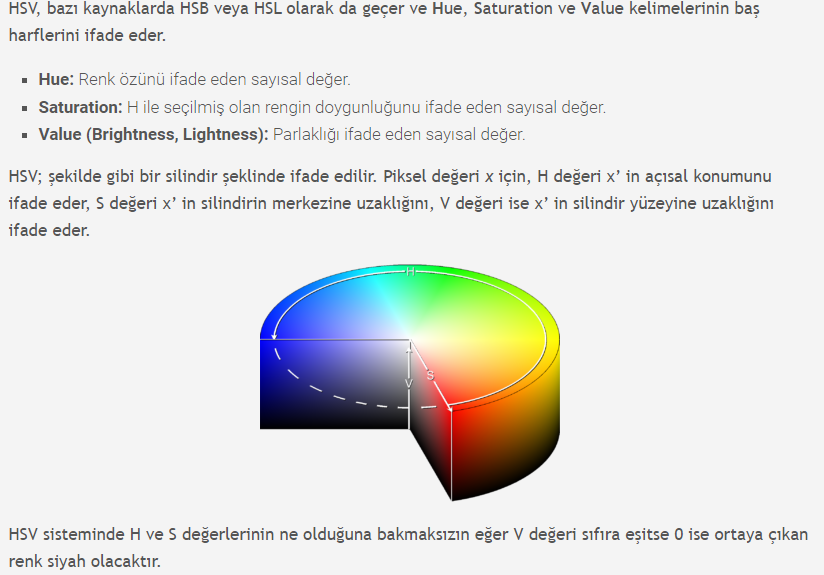 HSV, bazı kaynaklarda HSB veya HSL olarak da geçer ve Hue, Saturation ve Value kelimelerinin baş
harflerini ifade eder.
Hue: Renk özünü ifade eden sayısal değer.
Saturation: H ile seçilmiş olan rengin doygunluğunu ifade eden sayısal değer.
Value (Brightness, Lightness): Parlaklığı ifade eden sayısal değer.
HSV; şekilde gibi bir silindir şeklinde ifade edilir. Piksel değeri x için, H değeri x’ in açısal konumunu
ifade eder, S değeri x’ in silindirin merkezine uzaklığını, V değeri ise x’ in silindir yüzeyine uzaklığını
ifade eder.
H
S
V
HSV sisteminde H ve S değerlerinin ne olduğuna bakmaksızın eğer V değeri sıfıra eşitse 0 ise ortaya çıkan
renk siyah olacaktır.